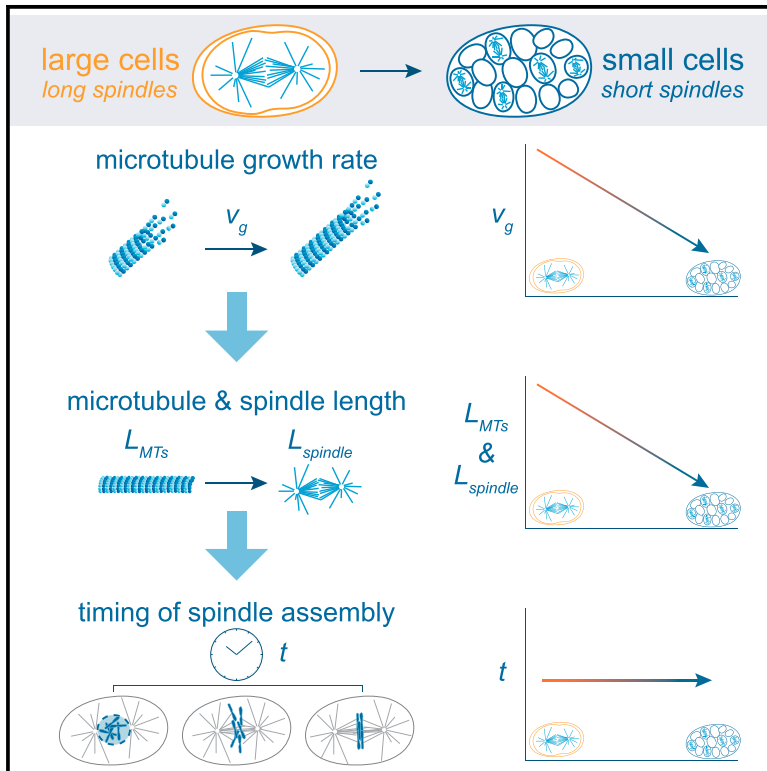 large cells
long spindles
small cells
short spindles
microtubule growth rate
vg
vg
microtubule & spindle length
LMTs
Lspindle
LMTs
&
Lspindle
timing of spindle assembly
t
t